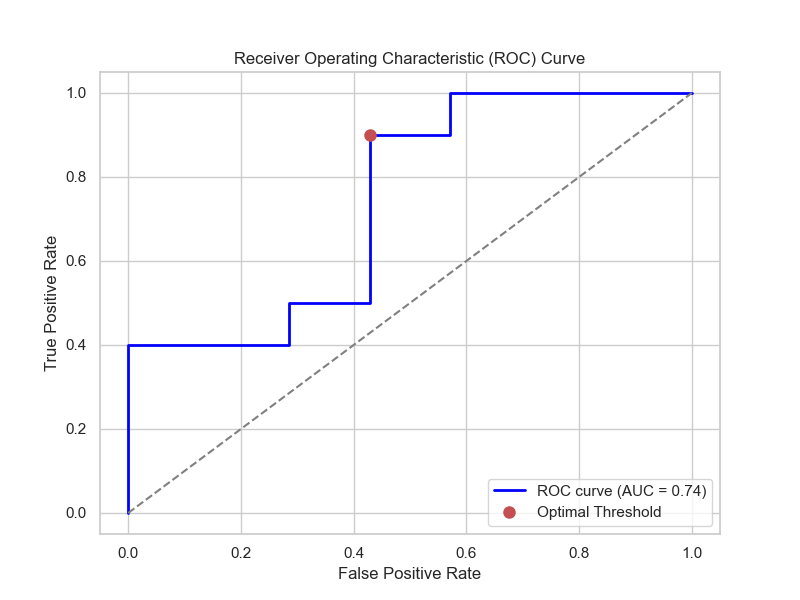 Receiver Operating Characteristic (ROC) Curve
True Positive Rate
1.0
0.8
0.6
0.4
0.2
0.0
ROC curve (AUC = 0.74)
Optimal Threshold
0.0 0.2 0.4 0.6 0.8 1.0
False Positive Rate